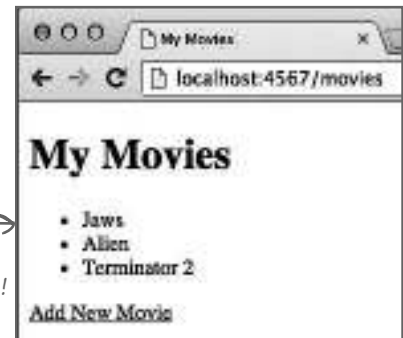 My Movies
localhost:4567/movies
My Movies
• Jaws
• Alien
• Terminator 2
!
Add New Movie